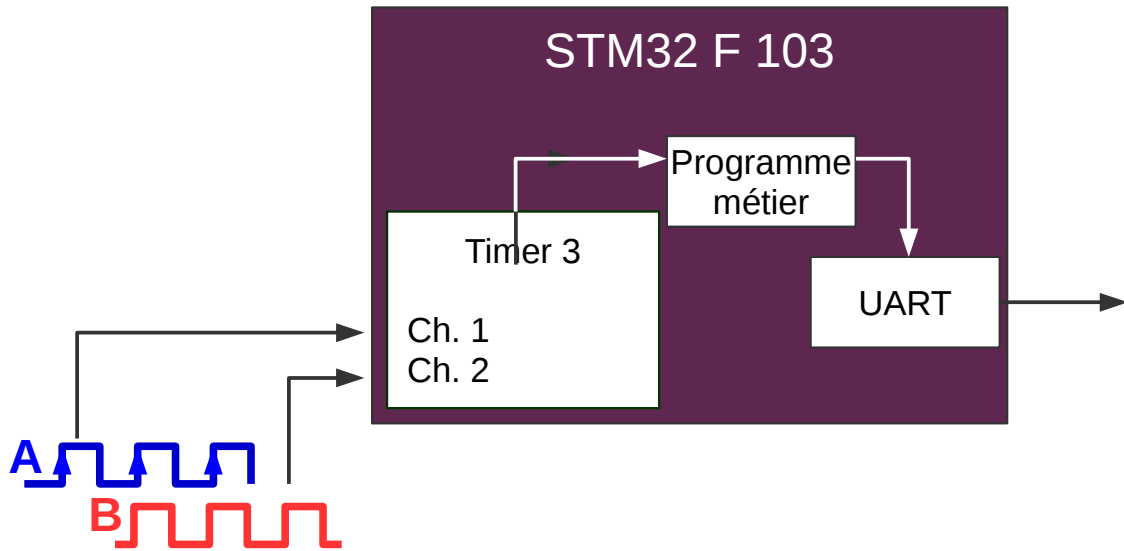 STM32 F 103
Programme
métier
Timer 3
UART
Ch. 1
Ch. 2
A
B